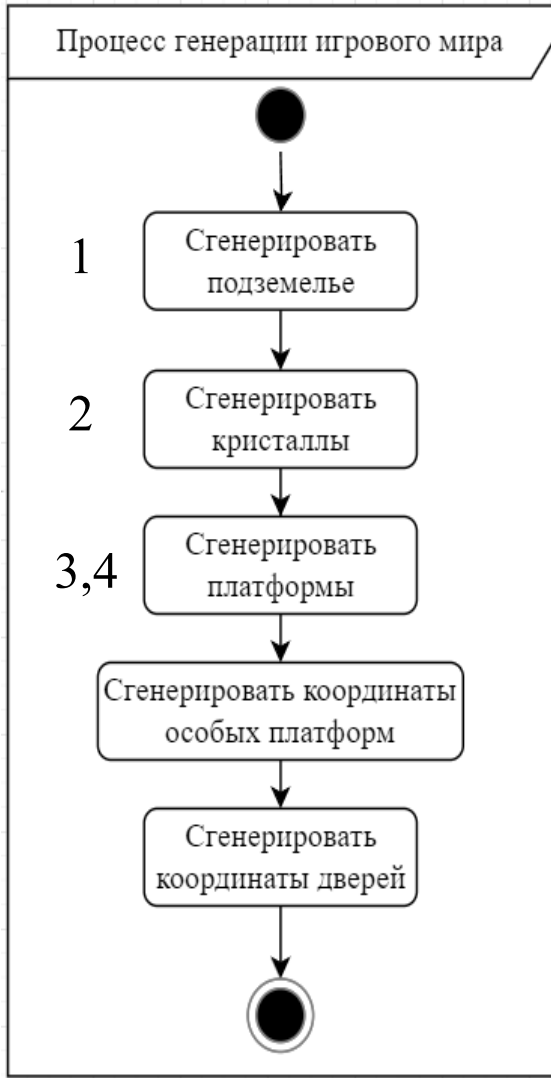 Процесс генерации игрового мира
1
Сгенерировать
подземелье
2
Сгенерировать
кристаллы
3,4
Сгенерировать
платформы
Сгенерировать координаты
особых платформ
Сгенерировать
координаты дверей